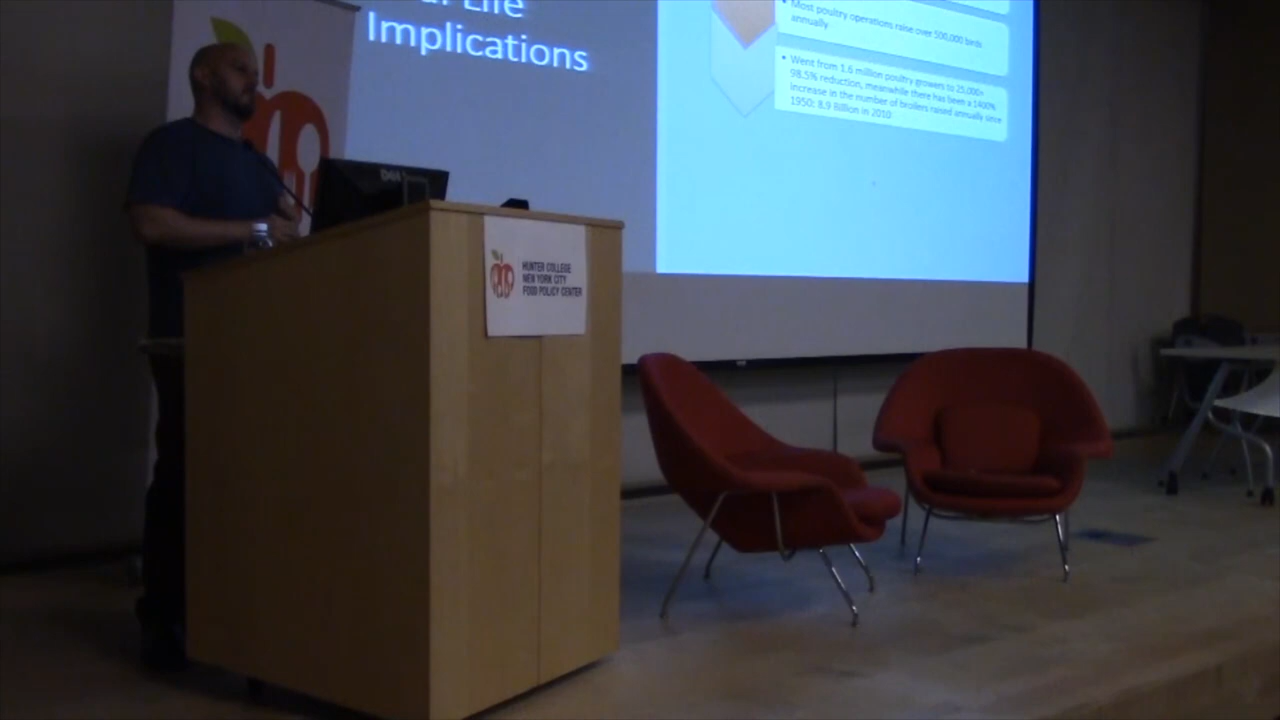 Life
Implications
• Most poultry operations raise over 500,000 birds
annually
• Went from 1.6 million poultry growers to 25,000=
98.5% reduction, meanwhile there has been a 1400%
increase in the number of broilers raised annually since
1950: 8.9 Billion in 2010.
DELL
HUNTER COLLEGE
NEW YORK CITY
FOOD POLICY CENTER